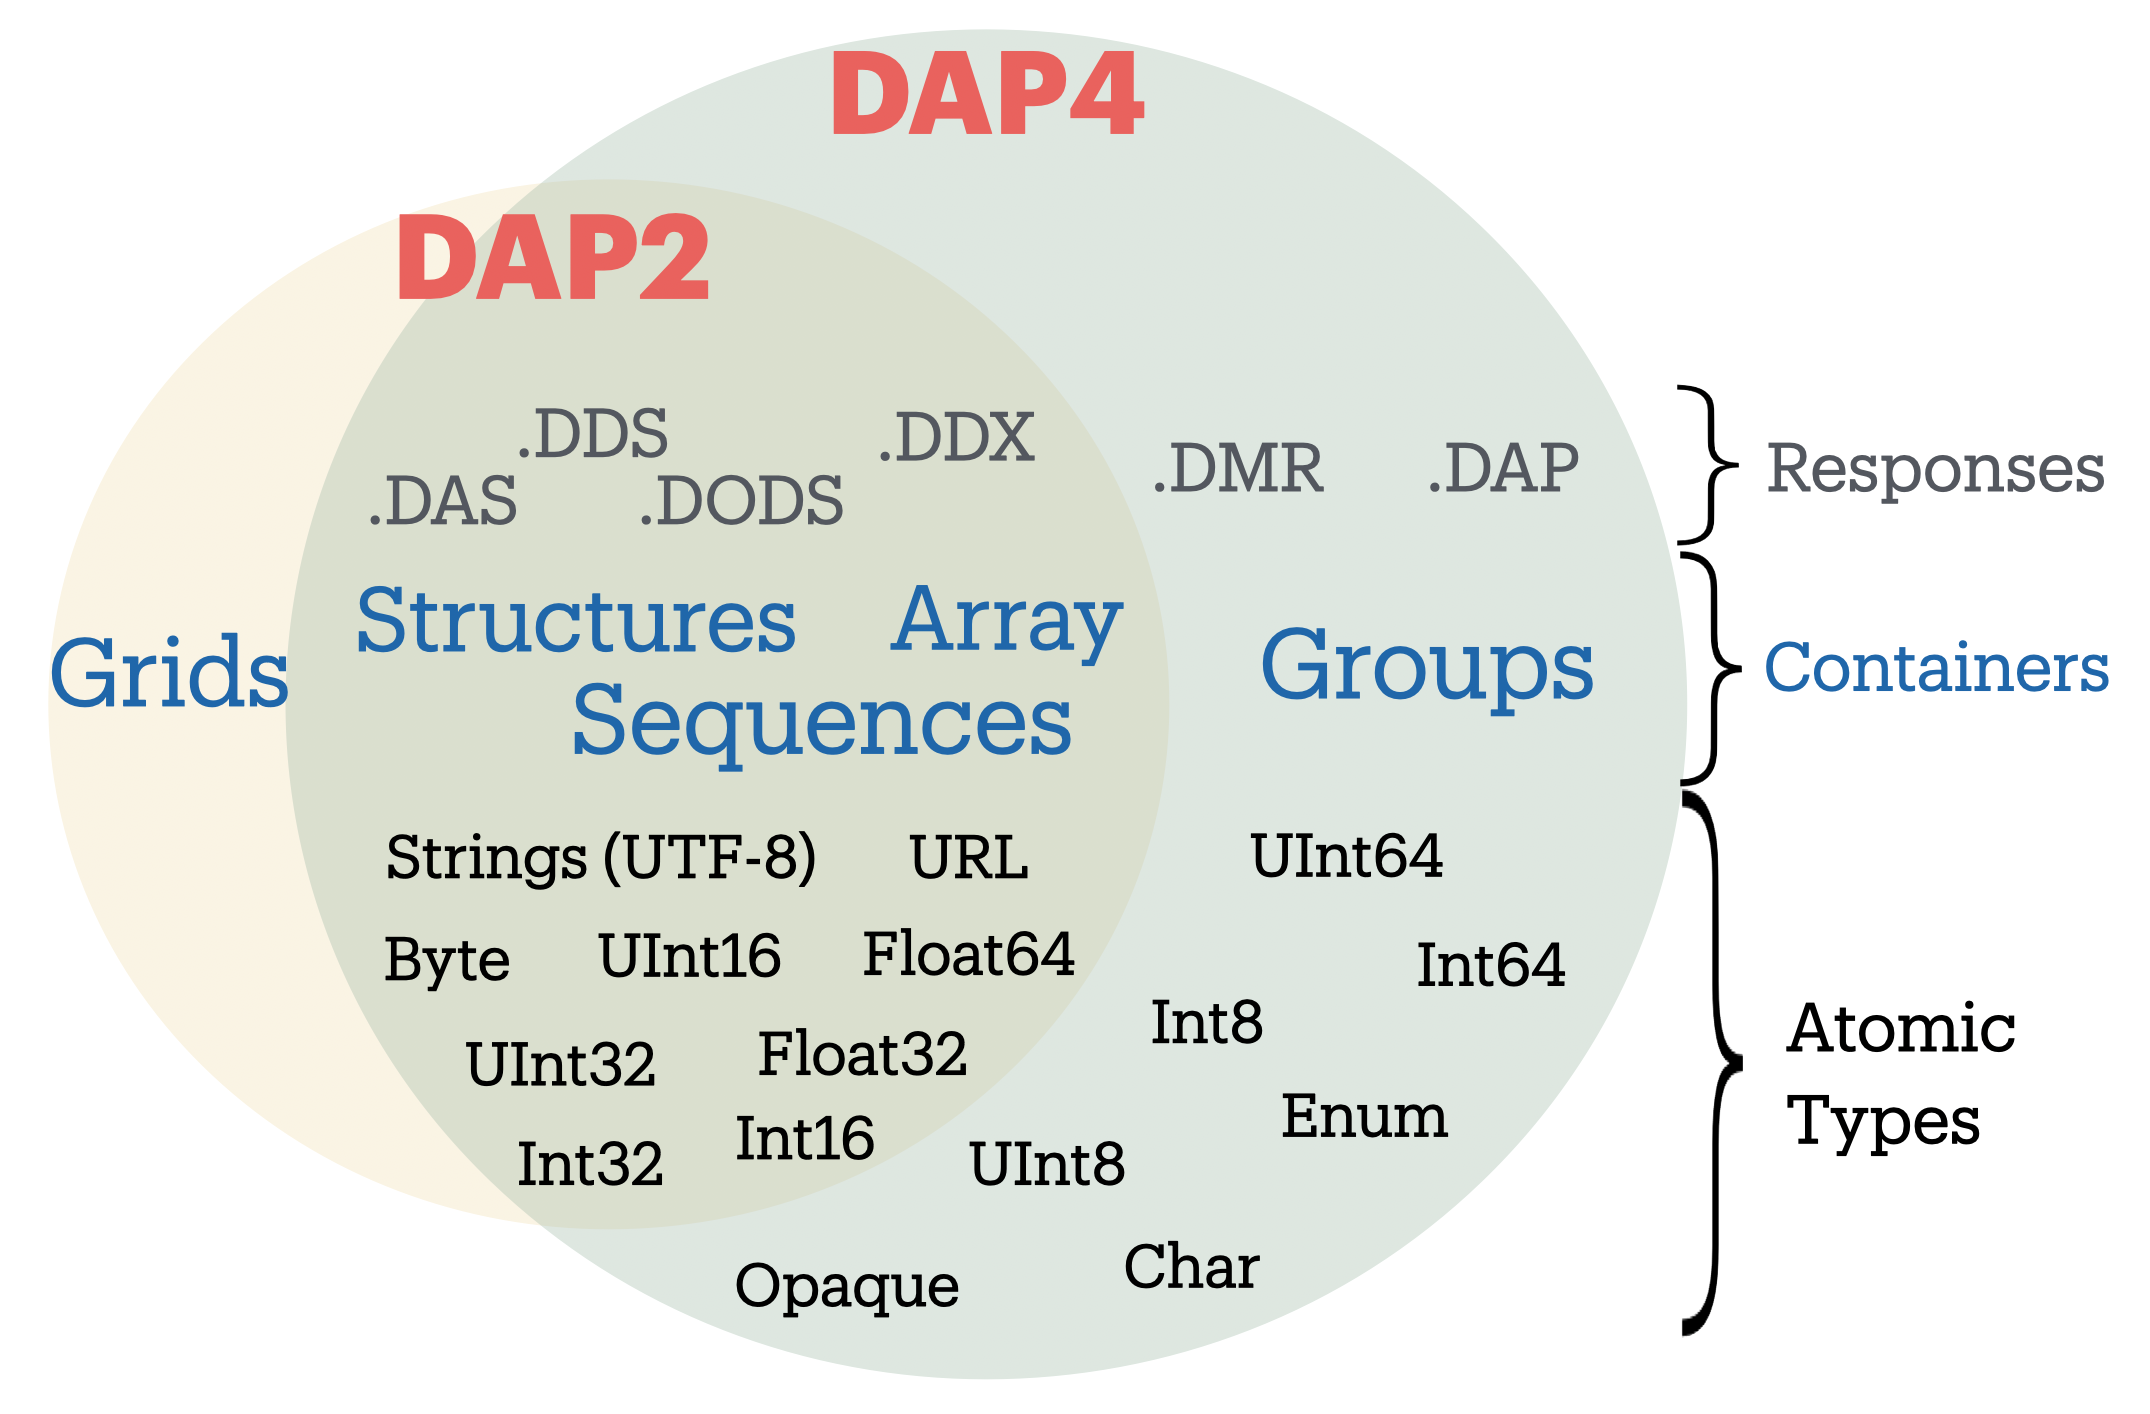 DAP4
DAP2
.DDS
.DDX
.DAS
.DODS
.DMR
.DAP
Responses
Structures
Array
Grids
Sequences
Groups
Containers
Strings (UTF-8)
URL
UInt64
Byte
UInt16
Float64
Int64
Int8
UInt32
Float32
Atomic
Types
Enum
Int32
Int16
UInt8
Opaque
Char